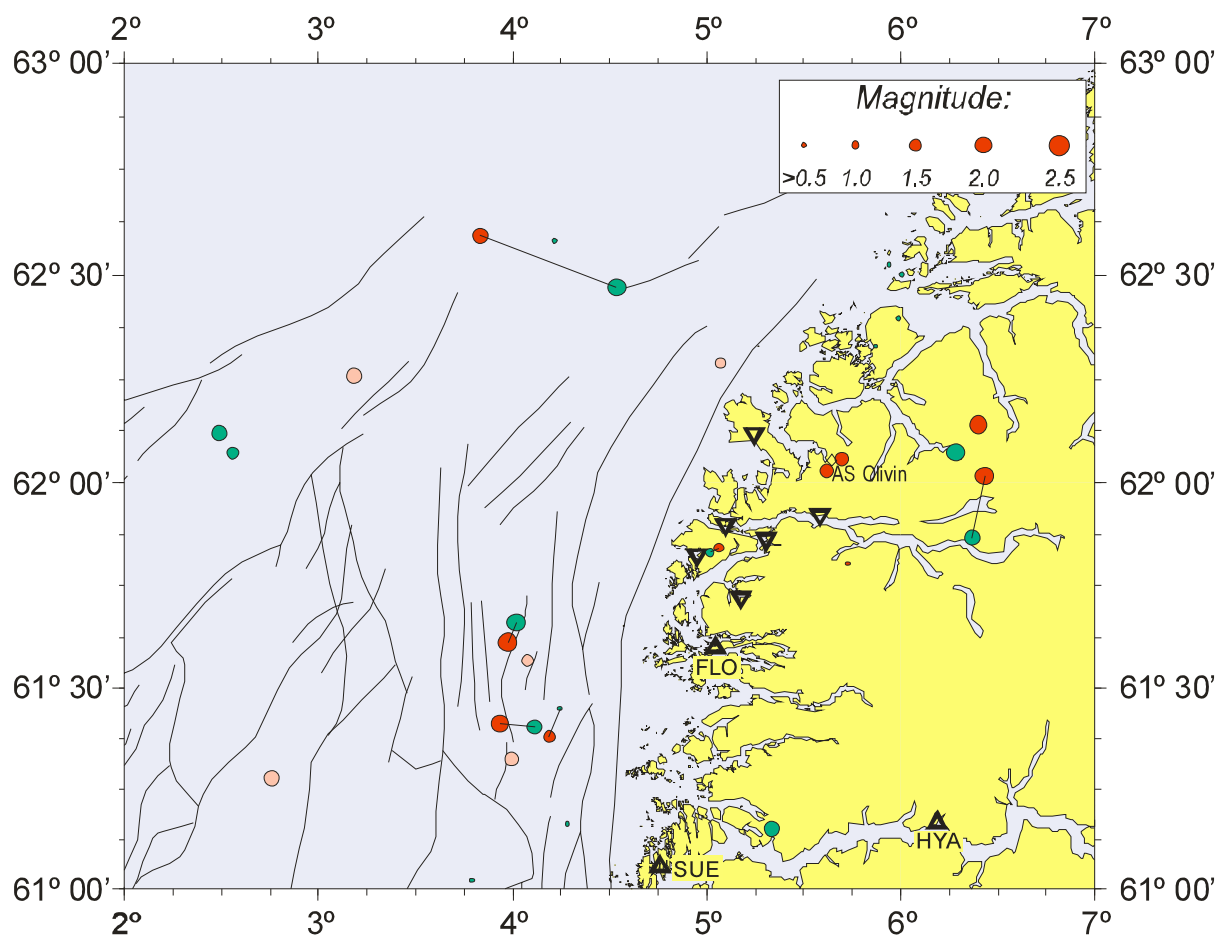 2º 3º 4º 5º 6º 7º
63º 00' 63º 00'
Magnitude:
>0.5 1.0 1.5 2.0 2.5
62º 30' 62º 30'
AS Olivin
62º 00' 62º 00'
FLO
61º 30' 61º 30'
HYA
SUE
61º 00' 61º 00'
2º 3º 4º 5º 6º 7º